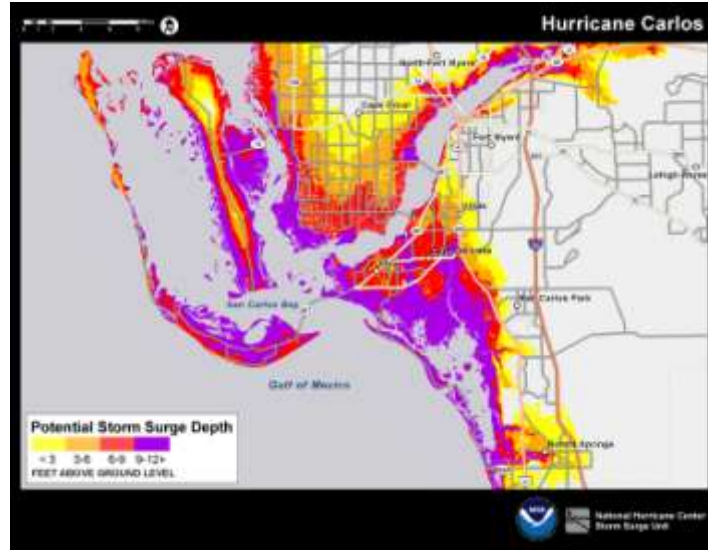 Hurricane Carlos
North Fort Myers
Cape Coral
Fort Myers
Lehigh Acres
San Carlos Park
San Carlos Bay
Gulf of Mexico
Bonita Springs
Potential Storm Surge Depth
<3 3-6 6-9 9-12+
FEET ABOVE GROUND LEVEL
National Hurricane Center
Storm Surge Unit